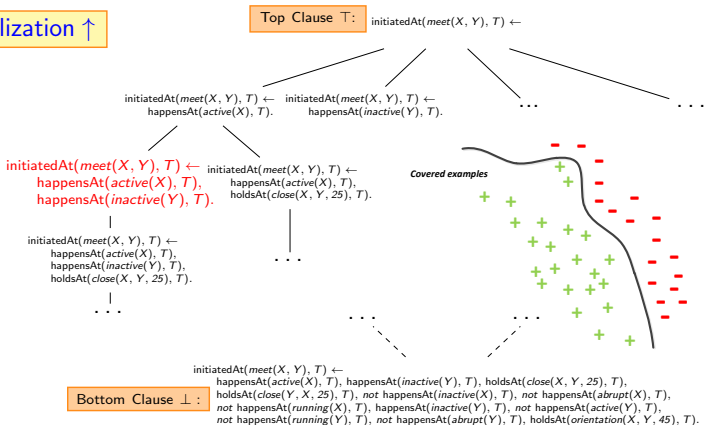 lization ↑
Top Clause ⊤:
initiatedAt(meet(X, Y), T) ←
initiatedAt(meet(X, Y), T) ←
happensAt(active(X), T).
initiatedAt(meet(X, Y), T) ←
happensAt(inactive(Y), T).
...
...
initiatedAt(meet(X, Y), T) ←
happensAt(active(X), T),
happensAt(inactive(Y), T).
initiatedAt(meet(X, Y), T) ←
happensAt(active(X), T),
holdsAt(close(X, Y, 25), T).
Covered examples
initiatedAt(meet(X, Y), T) ←
happensAt(active(X), T),
happensAt(inactive(Y), T),
holdsAt(close(X, Y, 25), T).
...
...
...
...
initiatedAt(meet(X, Y), T) ←
happensAt(active(X), T), happensAt(inactive(Y), T), holdsAt(close(X, Y, 25), T),
Bottom Clause ⊥ :
holdsAt(close(Y, X, 25), T), not happensAt(inactive(X), T), not happensAt(abrupt(X), T),
not happensAt(running(X), T), happensAt(inactive(Y), T), not happensAt(active(Y), T),
not happensAt(running(Y), T), not happensAt(abrupt(Y), T), holdsAt(orientation(X, Y, 45), T).